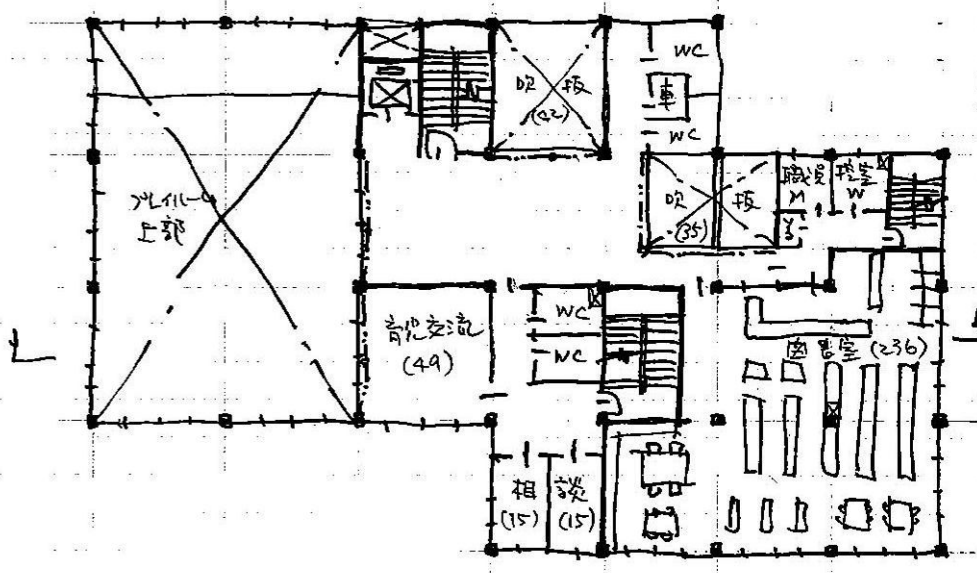 WC
吹 抜
(42)
車
WC
プレイルーム
上部
吹 抜
(35)
職員
M
控室
W
育児交流
(49)
WC
WC
図書室 (236)
相 談
(15) (15)